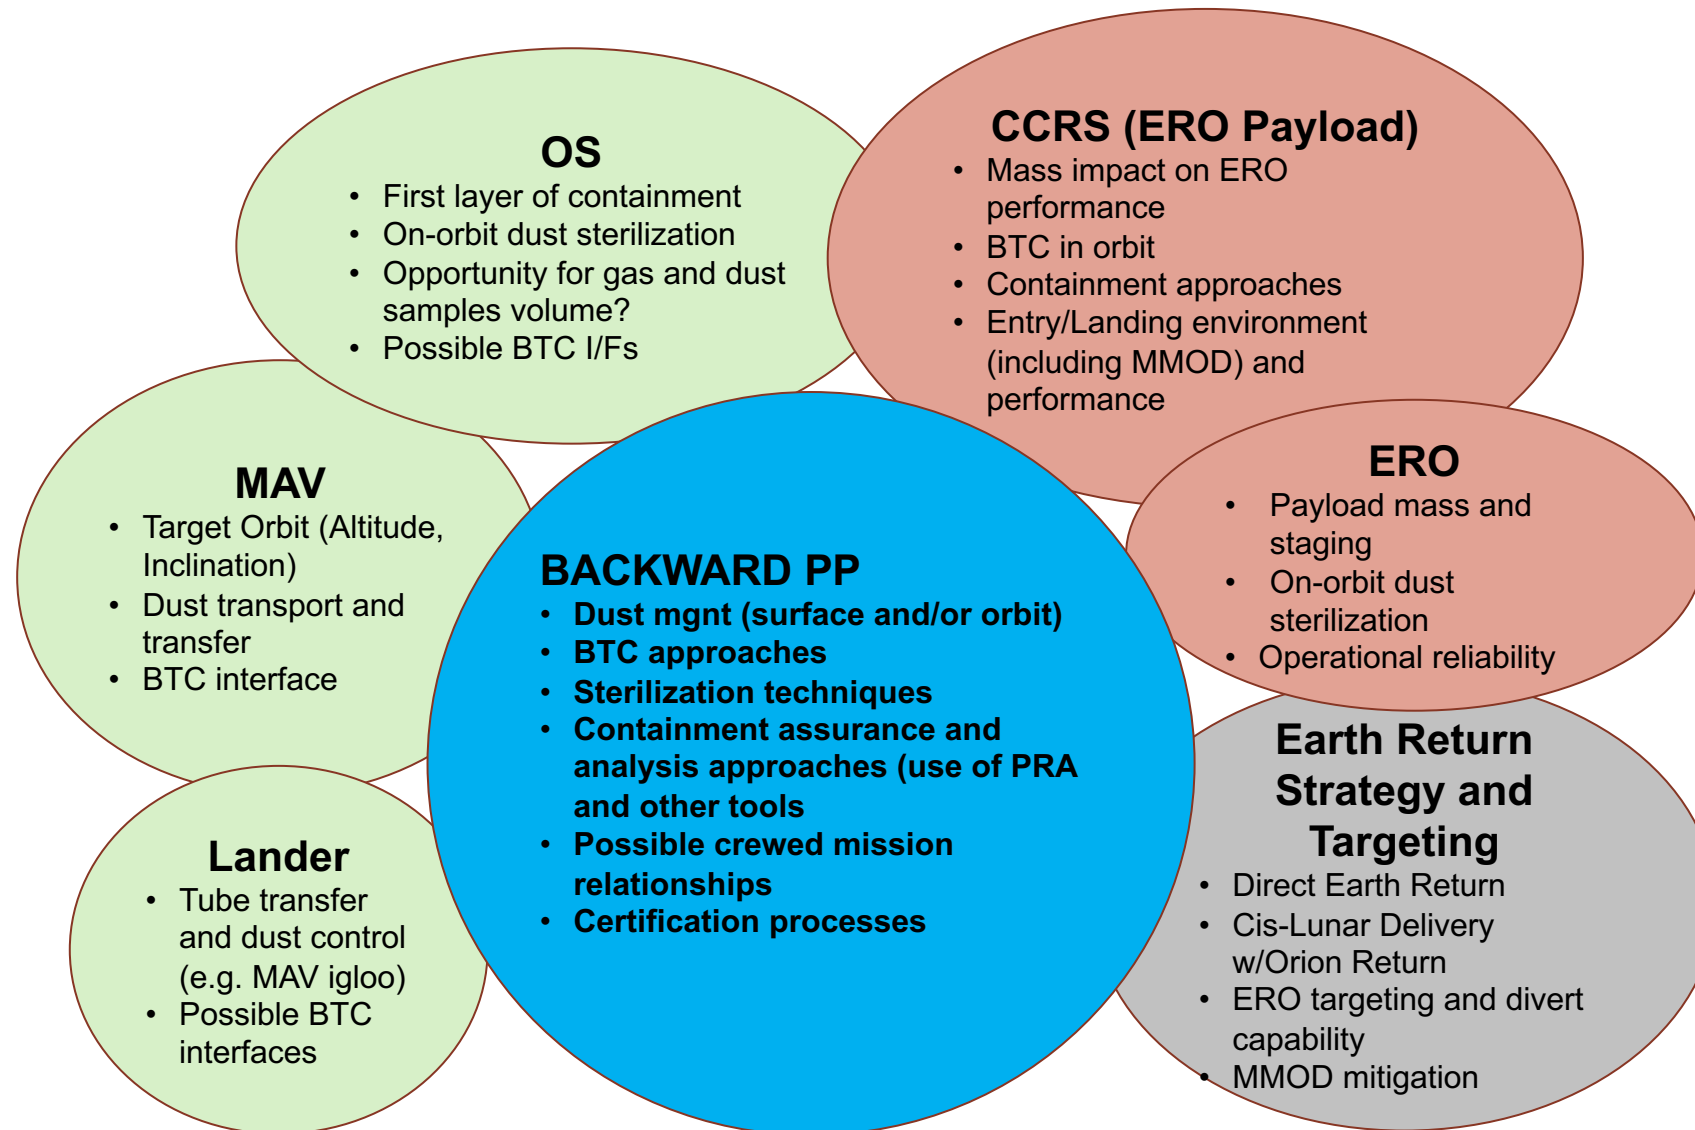 OS
• First layer of containment
• On-orbit dust sterilization
• Opportunity for gas and dust
samples volume?
• Possible BTC I/Fs
CCRS (ERO Payload)
• Mass impact on ERO
performance
• BTC in orbit
• Containment approaches
• Entry/Landing environment
(including MMOD) and
performance
MAV
• Target Orbit (Altitude,
Inclination)
• Dust transport and
transfer
• BTC interface
BACKWARD PP
• Dust mgnt (surface and/or orbit)
• BTC approaches
• Sterilization techniques
• Containment assurance and
analysis approaches (use of PRA
and other tools
• Possible crewed mission
relationships
• Certification processes
ERO
• Payload mass and
staging
• On-orbit dust
sterilization
• Operational reliability
Lander
• Tube transfer
and dust control
(e.g. MAV igloo)
• Possible BTC
interfaces
Earth Return
Strategy and
Targeting
• Direct Earth Return
• Cis-Lunar Delivery
w/Orion Return
• ERO targeting and divert
capability
• MMOD mitigation